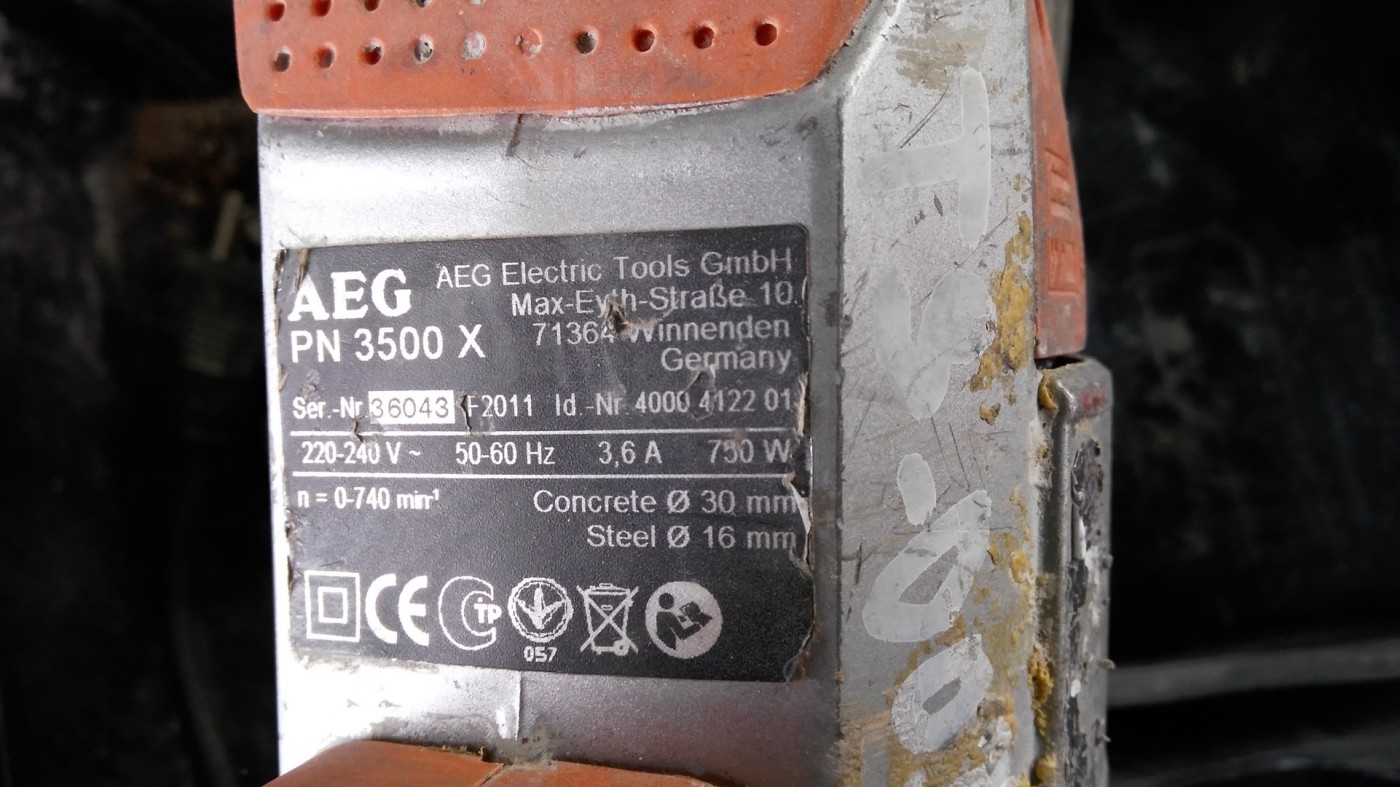 AEG
AEG Electric Tools GmbH
Max-Eyth-Straße 10
71364 Winnenden
Germany
PN 3500 X
Ser.-Nr. 36043 F2011 Id.-Nr 4000 4122 01
220-240 V ~ 50-60 Hz 3,6 A 750 W
n = 0-740 min⁻¹
Concrete Ø 30 mm
Steel Ø 16 mm
CE
CTP
057